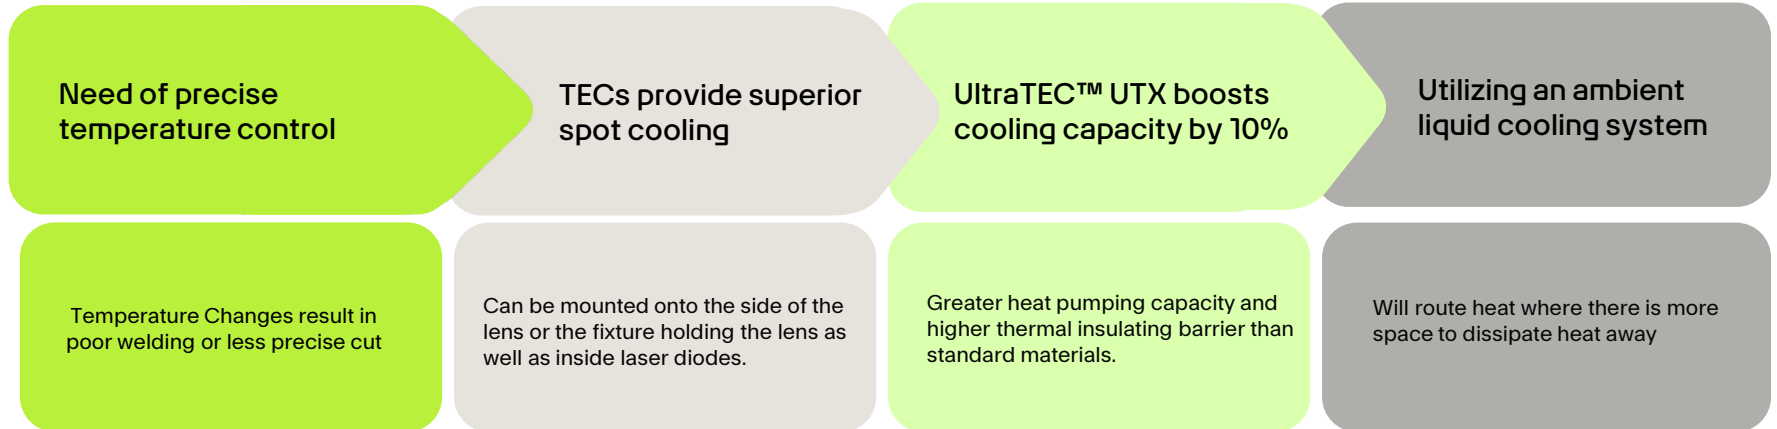 Need of precise
temperature control
TECs provide superior
spot cooling
UltraTEC™ UTX boosts
cooling capacity by 10%
Utilizing an ambient
liquid cooling system
Temperature Changes result in
poor welding or less precise cut
Can be mounted onto the side of the
lens or the fixture holding the lens as
well as inside laser diodes.
Greater heat pumping capacity and
higher thermal insulating barrier than
standard materials.
Will route heat where there is more
space to dissipate heat away